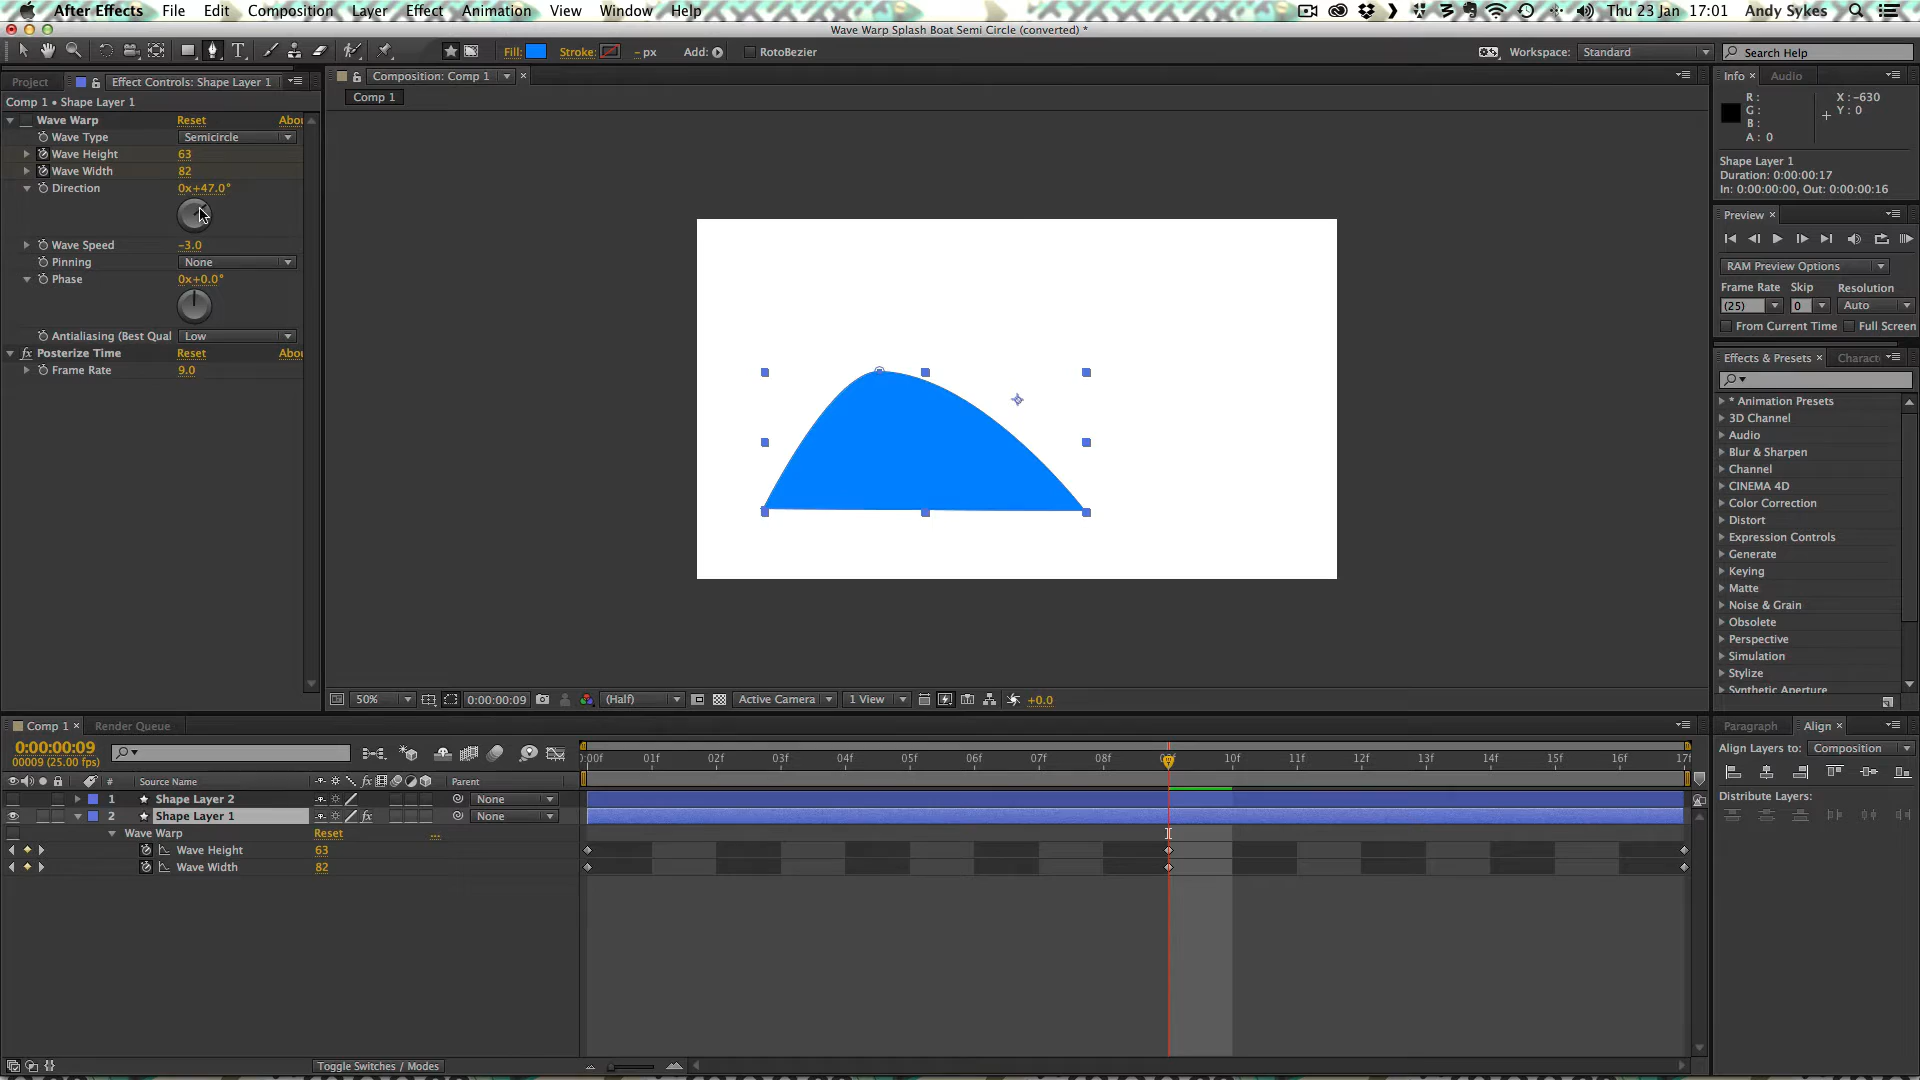 After Effects File Edit Composition Layer Effect Animation View Window Help Thu 23 Jan 17:01 Andy Sykes
Wave Warp Splash Boat Semi Circle (converted) *
T Fill: Stroke: - px Add: RotoBezier Workspace: Standard Search Help
Project Effect Controls: Shape Layer 1 Composition: Comp 1 Info Audio
Comp 1 • Shape Layer 1 Comp 1
R: X: -630
G: Y: 0
B:
A: 0
Wave Warp Reset Abou
Wave Type Semicircle
Wave Height 63
Wave Width 82
Direction 0x+47.0°
Wave Speed -3.0
Pinning None
Phase 0x+0.0°
Antialiasing (Best Qual Low
Posterize Time Reset Abou
Frame Rate 9.0
Shape Layer 1
Duration: 0:00:00:17
In: 0:00:00:00, Out: 0:00:00:16
Preview
RAM Preview Options
Frame Rate Skip Resolution
(25) 0 Auto
From Current Time Full Screen
Effects & Presets Charact
* Animation Presets
3D Channel
Audio
Blur & Sharpen
Channel
CINEMA 4D
Color Correction
Distort
Expression Controls
Generate
Keying
Matte
Noise & Grain
Obsolete
Perspective
Simulation
Stylize
Synthetic Aperture
50% 0:00:00:09 (Half) Active Camera 1 View +0.0
Comp 1 Render Queue
0:00:00:09
00009 (25.00 fps)
:00f 01f 02f 03f 04f 05f 06f 07f 08f 10f 11f 12f 13f 14f 15f 16f 17f
# Source Name fx Parent
1 Shape Layer 2 None
2 Shape Layer 1 fx None
Wave Warp Reset ...
Wave Height 63
Wave Width 82
Toggle Switches / Modes
Paragraph Align
Align Layers to: Composition
Distribute Layers: